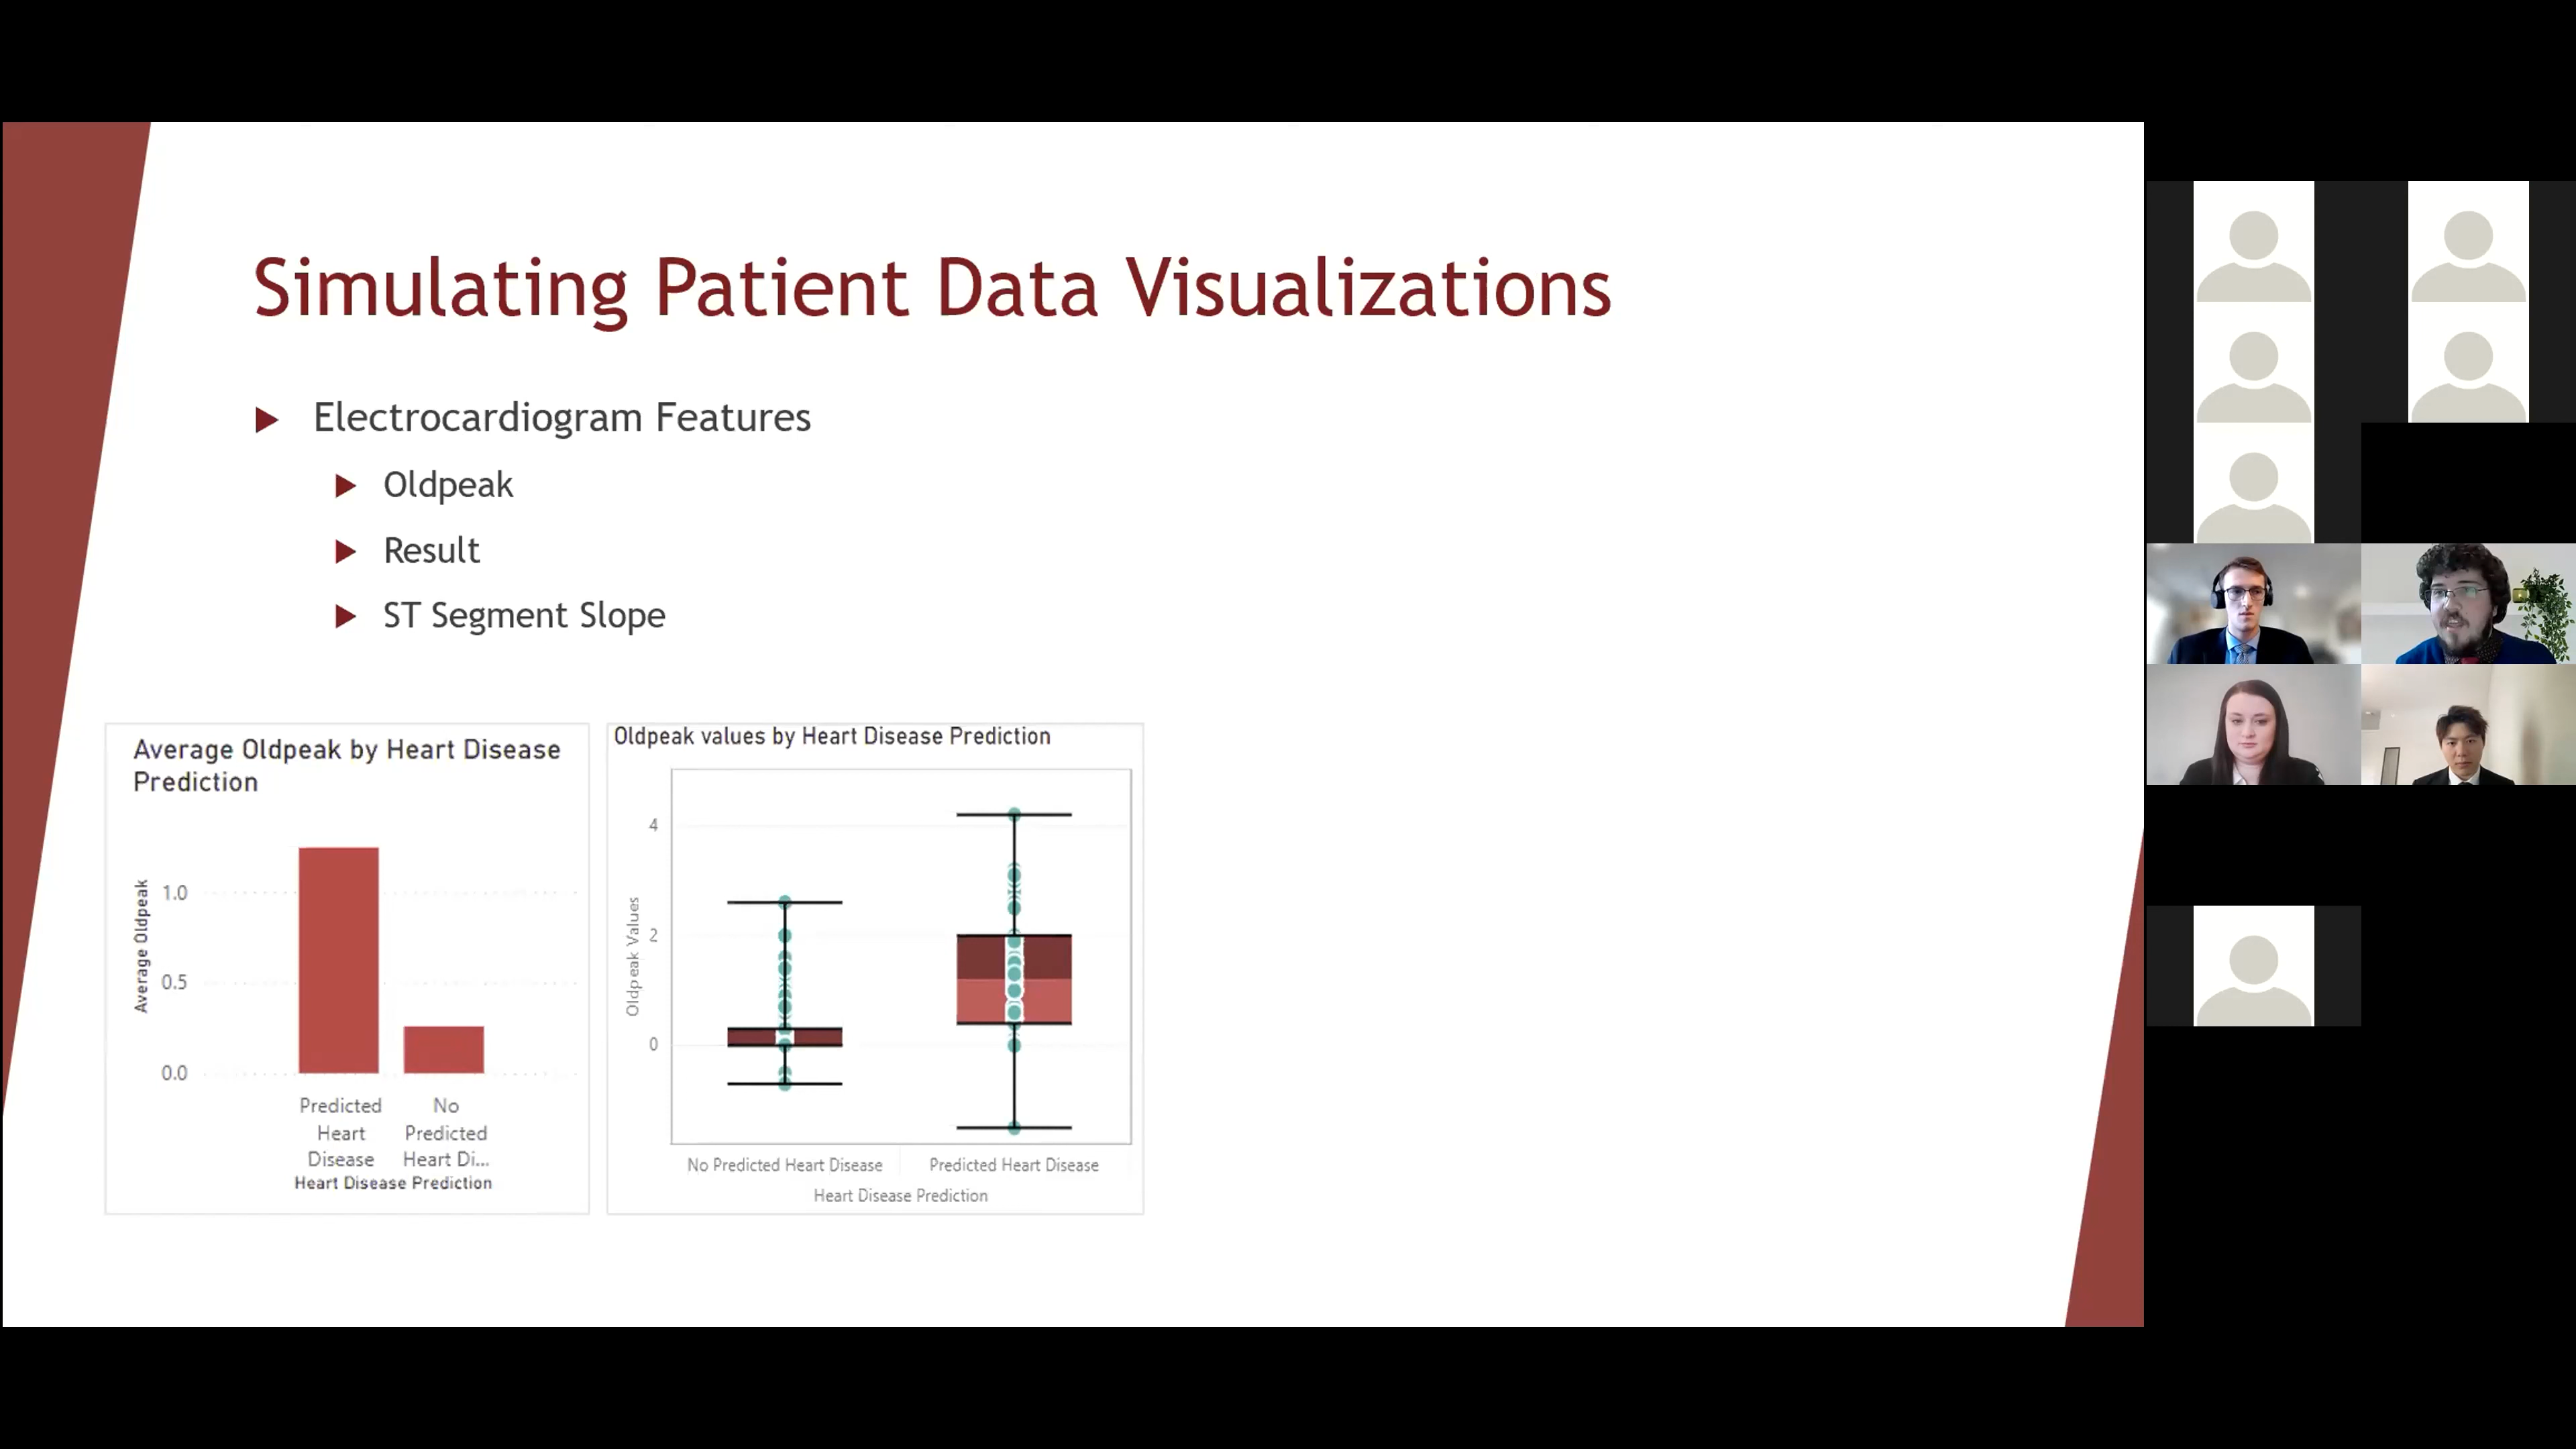 Simulating Patient Data Visualizations
Electrocardiogram Features
Oldpeak
Result
ST Segment Slope
Average Oldpeak by Heart Disease
Prediction
Average Oldpeak
1.0
0.5
0.0
Predicted
Heart
Disease
No
Predicted
Heart Di...
Heart Disease Prediction
Oldpeak values by Heart Disease Prediction
Oldpeak Values
4
2
0
No Predicted Heart Disease
Predicted Heart Disease
Heart Disease Prediction